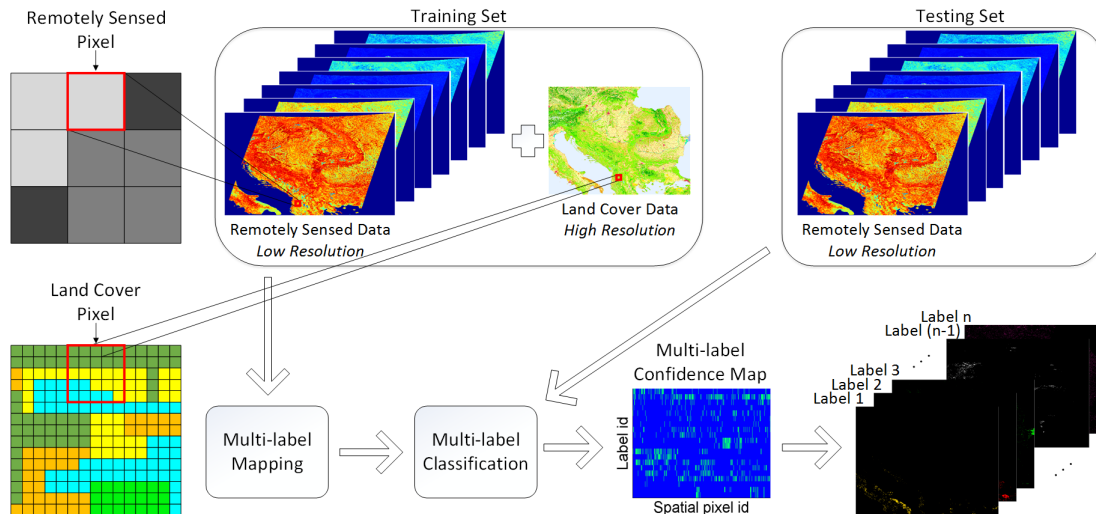 Remotely Sensed
Pixel
Training Set
Testing Set
Remotely Sensed Data
Low Resolution
Land Cover Data
High Resolution
Remotely Sensed Data
Low Resolution
Land Cover
Pixel
Multi-label
Mapping
Multi-label
Classification
Multi-label
Confidence Map
Label id
Spatial pixel id
Label n
Label (n-1)
Label 3
Label 2
Label 1